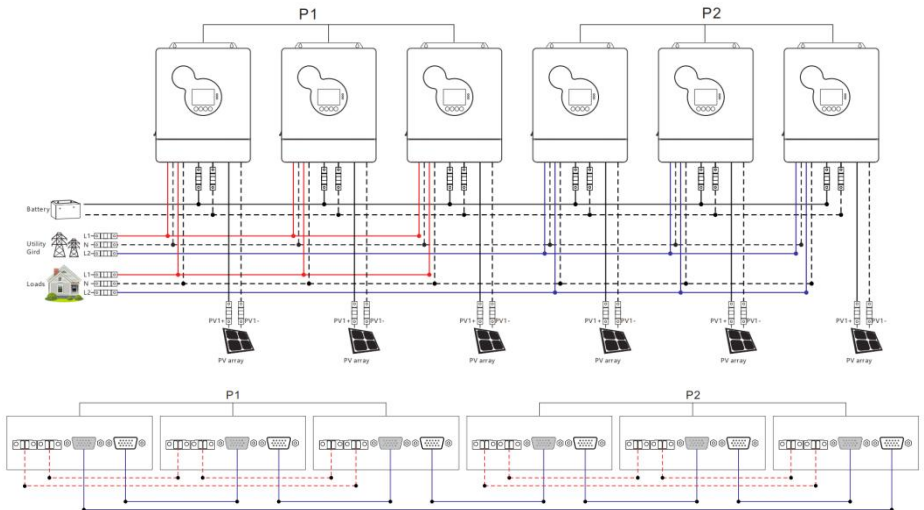 P1 P2
Battery
L1
Utility N
Gird L2
L1
Loads N
L2
PV1+ PV1- PV1+ PV1- PV1+ PV1- PV1+ PV1- PV1+ PV1- PV1+ PV1-
PV array PV array PV array PV array PV array PV array
P1 P2